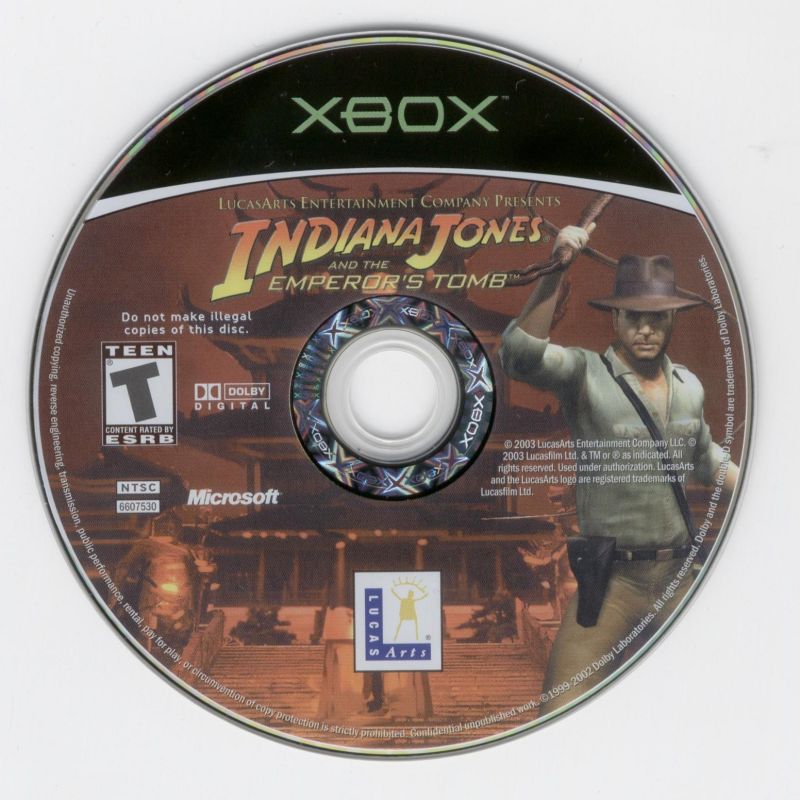 XBOX™
LUCASARTS ENTERTAINMENT COMPANY PRESENTS
INDIANA JONES®
AND THE
EMPEROR'S TOMB™
Do not make illegal
copies of this disc.
TEEN
T®
CONTENT RATED BY
ESRB
DOLBY
DIGITAL
NTSC
6607530
Microsoft
XBOX
XBOX
XBOX
XBOX
© 2003 LucasArts Entertainment Company LLC. ©
2003 Lucasfilm Ltd. & TM or ® as indicated. All
rights reserved. Used under authorization. LucasArts
and the LucasArts logo are registered trademarks of
Lucasfilm Ltd.
LUCAS
Arts®
Unauthorized copying, reverse engineering, transmission, public performance, rental, pay for play, or circumvention of copy protection is strictly prohibited. Confidential unpublished work. ©1999-2002 Dolby Laboratories. All rights reserved. Dolby and the double D symbol are trademarks of Dolby Laboratories.